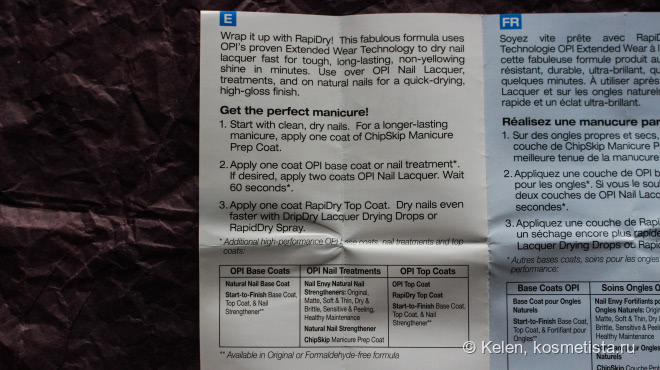 E
Wrap it up with RapiDry! This fabulous formula uses
OPI's proven Extended Wear Technology to dry nail
lacquer fast for tough, long-lasting, non-yellowing
shine in minutes. Use over OPI Nail Lacquer,
treatments, and on natural nails for a quick-drying,
high-gloss finish.
Get the perfect manicure!
1. Start with clean, dry nails. For a longer-lasting
manicure, apply one coat of ChipSkip Manicure
Prep Coat.
2. Apply one coat OPI base coat or nail treatment*.
If desired, apply two coats OPI Nail Lacquer. Wait
60 seconds*.
3. Apply one coat RapiDry Top Coat. Dry nails even
faster with DripDry Lacquer Drying Drops or
RapidDry Spray.
* Additional high-performance OPI base coats, nail treatments and top
coats:
OPI Base Coats
Natural Nail Base Coat
Start-to-Finish Base Coat,
Top Coat, & Nail
Strengthener**
OPI Nail Treatments
Nail Envy Natural Nail
Strengtheners: Original,
Matte, Soft & Thin, Dry &
Brittle, Sensitive & Peeling,
Healthy Maintenance
Natural Nail Strengthener
ChipSkip Manicure Prep Coat
OPI Top Coats
OPI Top Coat
RapiDry Top Coat
Start-to-Finish Base Coat,
Top Coat, & Nail
Strengthener**
** Available in Original or Formaldehyde-free formula
FR
Soyez vite prête avec RapiD
Technologie OPI Extended Wear à l
cette fabuleuse formule produit au
résistant, durable, ultra-brillant, qu
quelques minutes. À utiliser après
Lacquer et sur les ongles naturels
rapide et un éclat ultra-brillant.
Réalisez une manucure par
1. Sur des ongles propres et secs,
couche de ChipSkip Manicure P
meilleure tenue de la manucure
2. Appliquez une couche de OPI b
pour les ongles*. Si vous le sou
deux couches de OPI Nail Lac
secondes*.
3. Appliquez une couche de Rapi
un séchage encore plus rapide
Lacquer Drying Drops ou Rapi
* Autres bases coats, soins pour les ongles
performance:
Base Coats OPI
Base Coat pour Ongles
Naturels
Start-to-Finish Base Coat,
Top Coat, & Fortifiant pour
Ongles**
Soins Ongles O
Nail Envy Fortifiants po
Ongles Naturels: Origin
Matte, Soft & Thin, Dry
Brittle, Sensitive & Peeli
Healthy Maintenance
Naturels
ChipSkip Couche Pro
© Kelen, kosmetista.ru